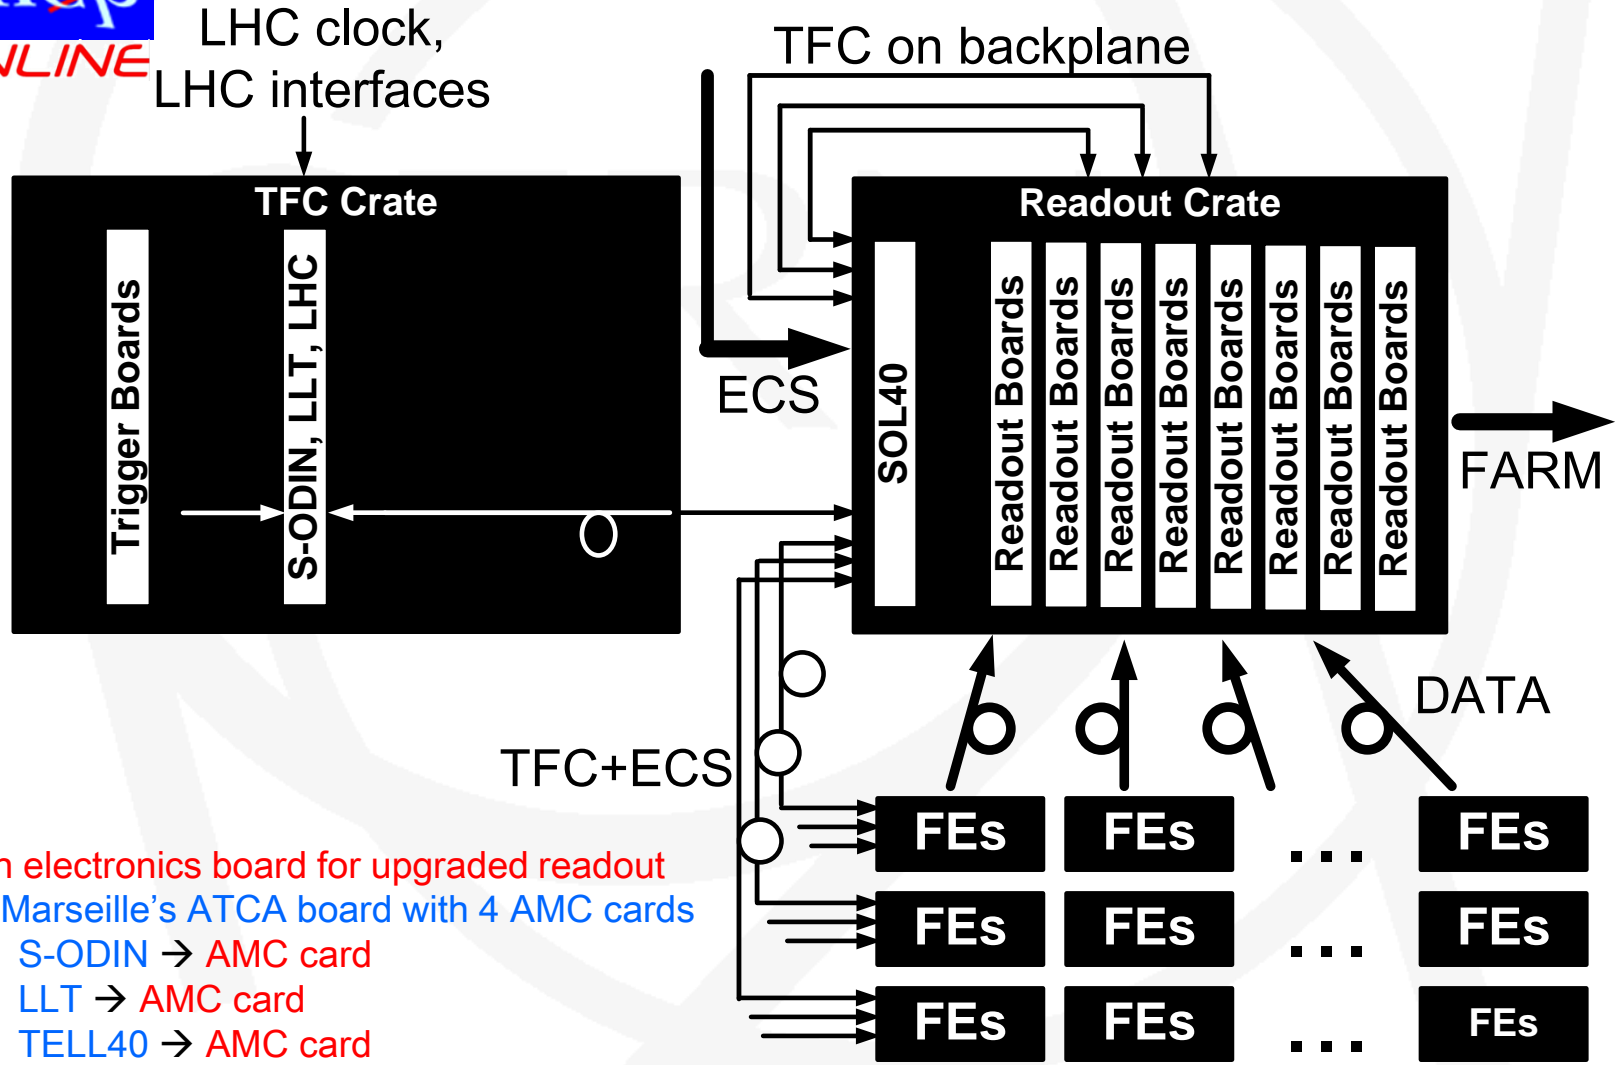 ONLINE
LHC clock,
LHC interfaces
TFC on backplane
TFC Crate
Trigger Boards
S-ODIN, LLT, LHC
ECS
Readout Crate
SOL40
Readout Boards
Readout Boards
Readout Boards
Readout Boards
Readout Boards
Readout Boards
Readout Boards
Readout Boards
FARM
DATA
TFC+ECS
FEs
FEs
...
FEs
FEs
FEs
...
FEs
FEs
FEs
...
FEs
electronics board for upgraded readout
Marseille’s ATCA board with 4 AMC cards
S-ODIN → AMC card
LLT → AMC card
TELL40 → AMC card